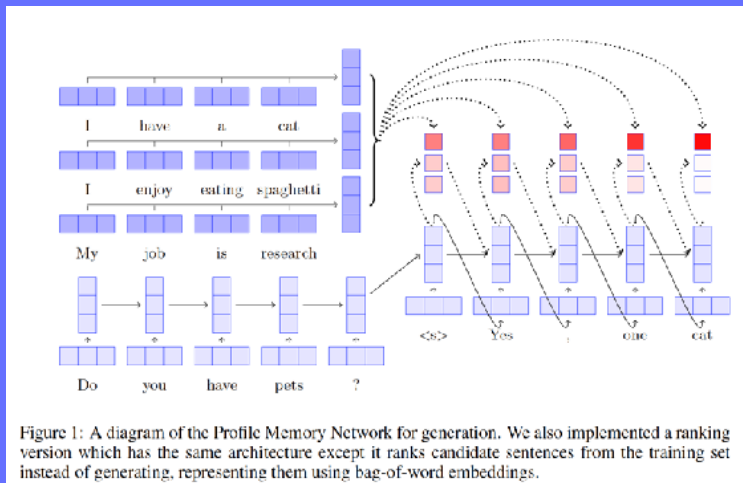 I have a cat
I enjoy eating spaghetti
My job is research
<s> Yes , one cat
Do you have pets ?
Figure 1: A diagram of the Profile Memory Network for generation. We also implemented a ranking
version which has the same architecture except it ranks candidate sentences from the training set
instead of generating, representing them using bag-of-word embeddings.